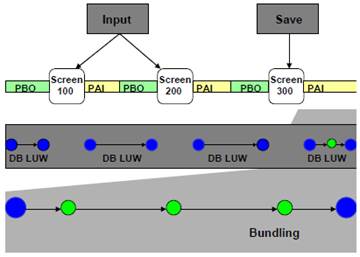 Input Save
Screen 100 Screen 200 Screen 300
PBO PAI PBO PAI PBO PAI
DB LUW DB LUW DB LUW DB LUW
Bundling